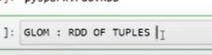 ]: GLOM : RDD OF TUPLES